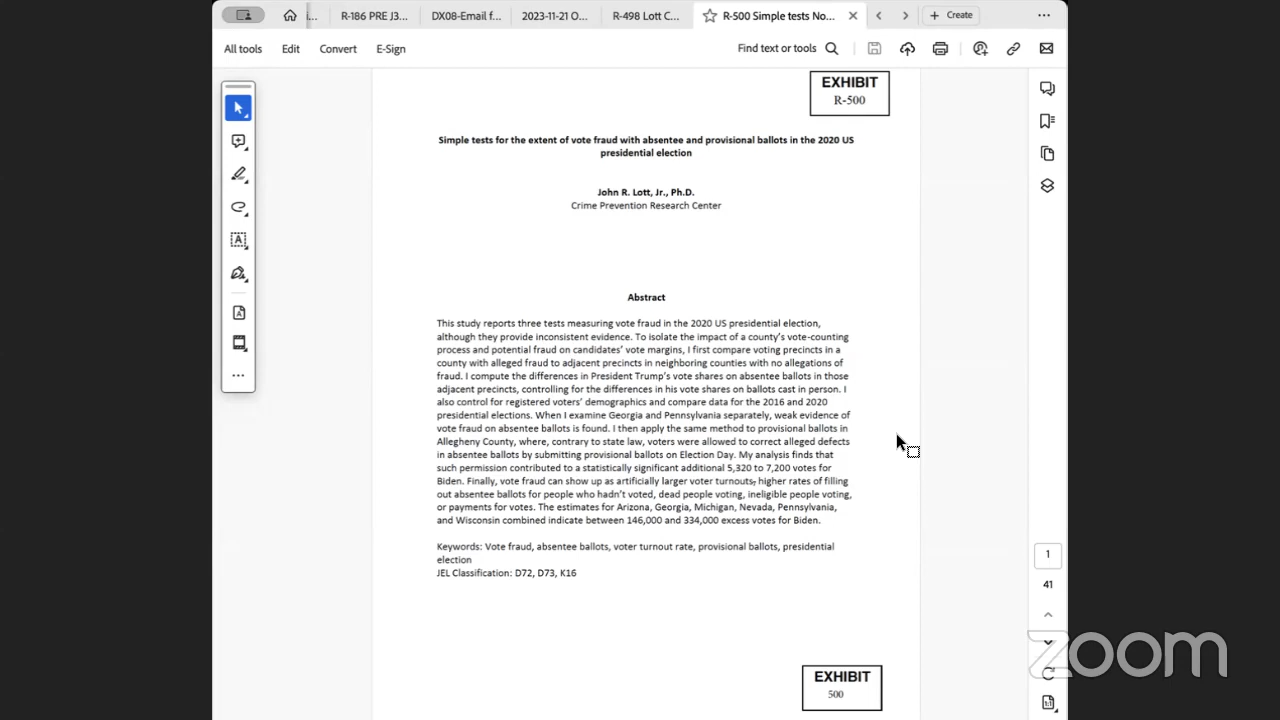 i...
R-186 PRE J3...
DX08-Email f...
2023-11-21 O...
R-498 Lott C...
R-500 Simple tests No...
Create
All tools
Edit
Convert
E-Sign
Find text or tools
EXHIBIT
R-500
Simple tests for the extent of vote fraud with absentee and provisional ballots in the 2020 US
presidential election
John R. Lott, Jr., Ph.D.
Crime Prevention Research Center
Abstract
This study reports three tests measuring vote fraud in the 2020 US presidential election,
although they provide inconsistent evidence. To isolate the impact of a county's vote-counting
process and potential fraud on candidates' vote margins, I first compare voting precincts in a
county with alleged fraud to adjacent precincts in neighboring counties with no allegations of
fraud. I compute the differences in President Trump's vote shares on absentee ballots in those
adjacent precincts, controlling for the differences in his vote shares on ballots cast in person. I
also control for registered voters' demographics and compare data for the 2016 and 2020
presidential elections. When I examine Georgia and Pennsylvania separately, weak evidence of
vote fraud on absentee ballots is found. I then apply the same method to provisional ballots in
Allegheny County, where, contrary to state law, voters were allowed to correct alleged defects
in absentee ballots by submitting provisional ballots on Election Day. My analysis finds that
such permission contributed to a statistically significant additional 5,320 to 7,200 votes for
Biden. Finally, vote fraud can show up as artificially larger voter turnouts, higher rates of filling
out absentee ballots for people who hadn't voted, dead people voting, ineligible people voting,
or payments for votes. The estimates for Arizona, Georgia, Michigan, Nevada, Pennsylvania,
and Wisconsin combined indicate between 146,000 and 334,000 excess votes for Biden.
Keywords: Vote fraud, absentee ballots, voter turnout rate, provisional ballots, presidential
election
JEL Classification: D72, D73, K16
1
41
zoom
EXHIBIT
500